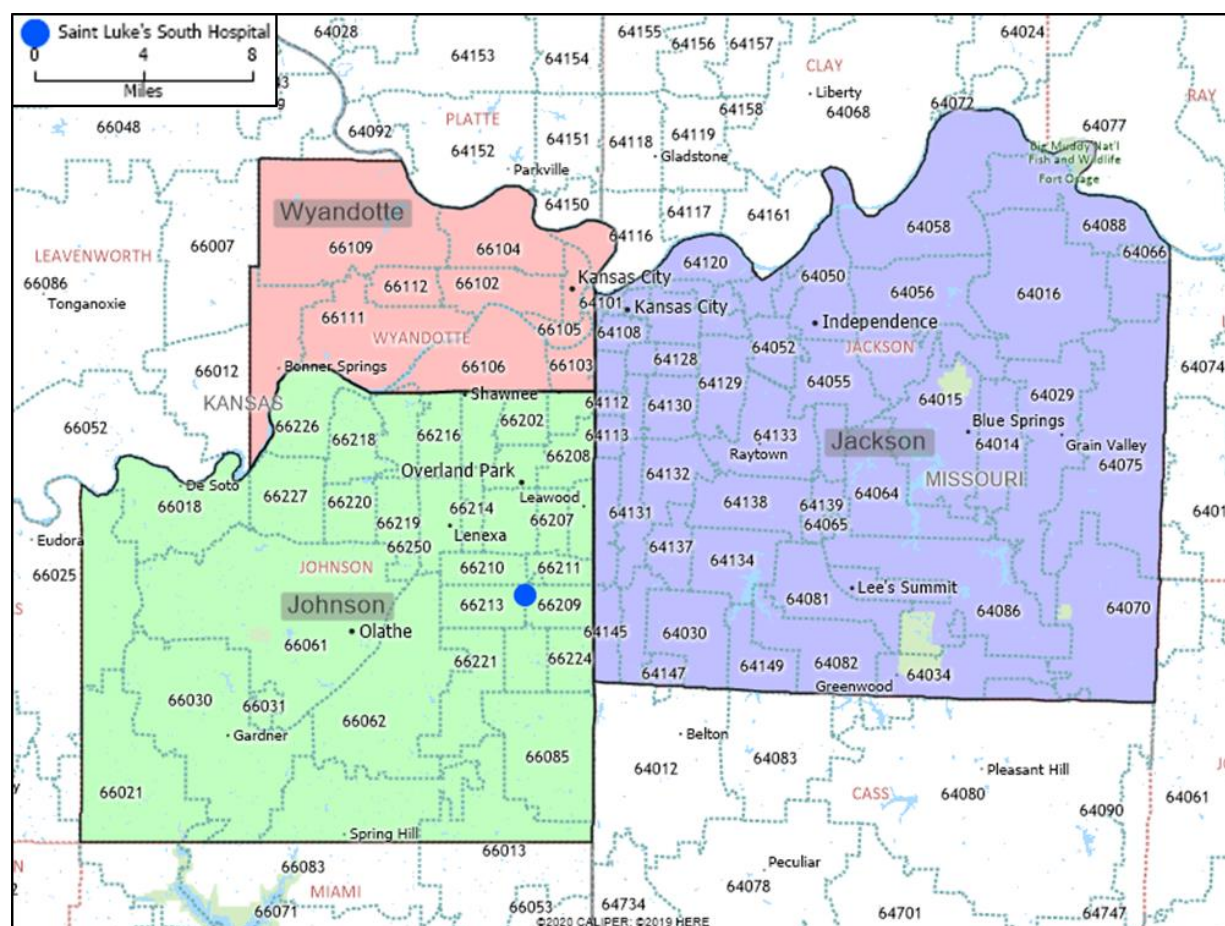 Saint Luke's South Hospital
0 4 8
Miles
64028
64155
64156
64157
64024
64153
64154
CLAY
Liberty
64068
RAY
66048
64092
PLATTE
64158
64072
64077
64152
64151
64118
64119
Gladstone
Parkville
Big Muddy Nat'l
Fish and Wildlife
Fort Osage
Wyandotte
64150
64117
64161
64058
64088
66007
66109
66104
64116
64120
64066
LEAVENWORTH
66086
Tonganoxie
66112
66102
Kansas City
64050
64056
64016
64101
Kansas City
66111
WYANDOTTE
66105
64108
Independence
JACKSON
66012
Bonner Springs
66106
66103
64128
64052
64055
64074
KANSAS
Shawnee
64129
64015
64029
66052
66226
66218
66216
66202
64112
64130
Blue Springs
64113
64133
Raytown
Jackson
64014
Grain Valley
64075
66208
Overland Park
64132
MISSOURI
De Soto
66018
66227
66220
Leawood
66214
66219
66207
Lenexa
64131
64138
64139
64064
64065
6401
Eudora
66025
66250
JOHNSON
66210
66211
64137
64134
Johnson
66213
66209
64081
Lee's Summit
64086
64070
66061
Olathe
64145
64030
66221
66224
64147
64149
64082
Greenwood
64034
66030
66031
Gardner
66062
66085
Belton
64012
64083
Pleasant Hill
66021
CASS
64080
64090
64061
Spring Hill
66013
66083
MIAMI
Peculiar
64078
66071
66053
64734
64701
64747
©2020 CALIPER; ©2019 HERE